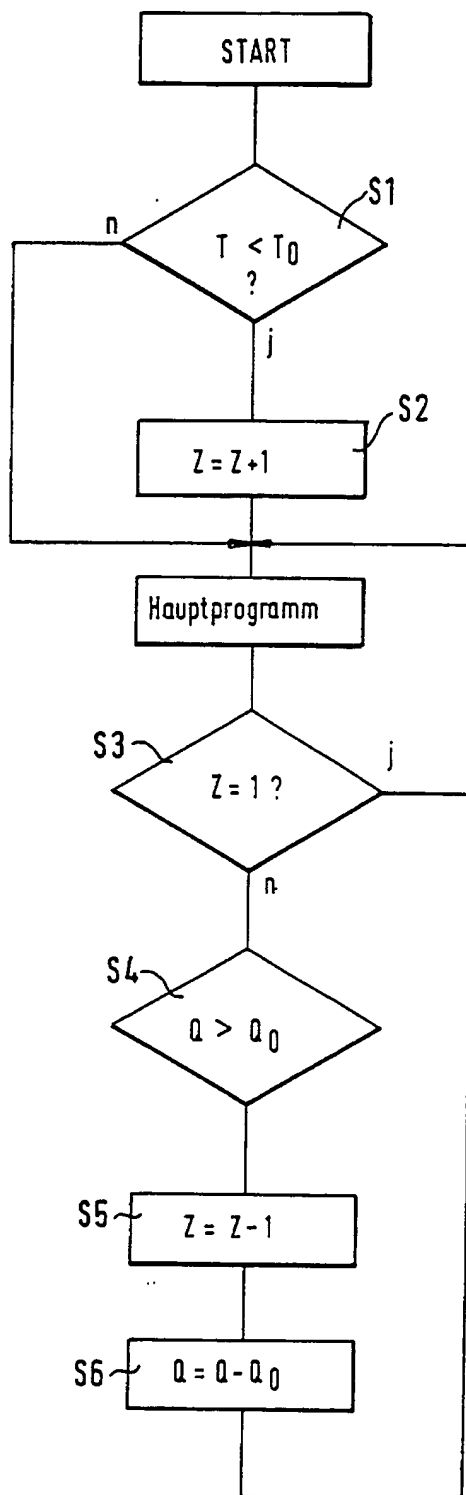 START
S1
n
T < T₀
?
j
S2
Z = Z+1
Hauptprogramm
S3
j
Z = 1 ?
n
S4
Q > Q₀
S5
Z = Z-1
S6
Q = Q-Q₀